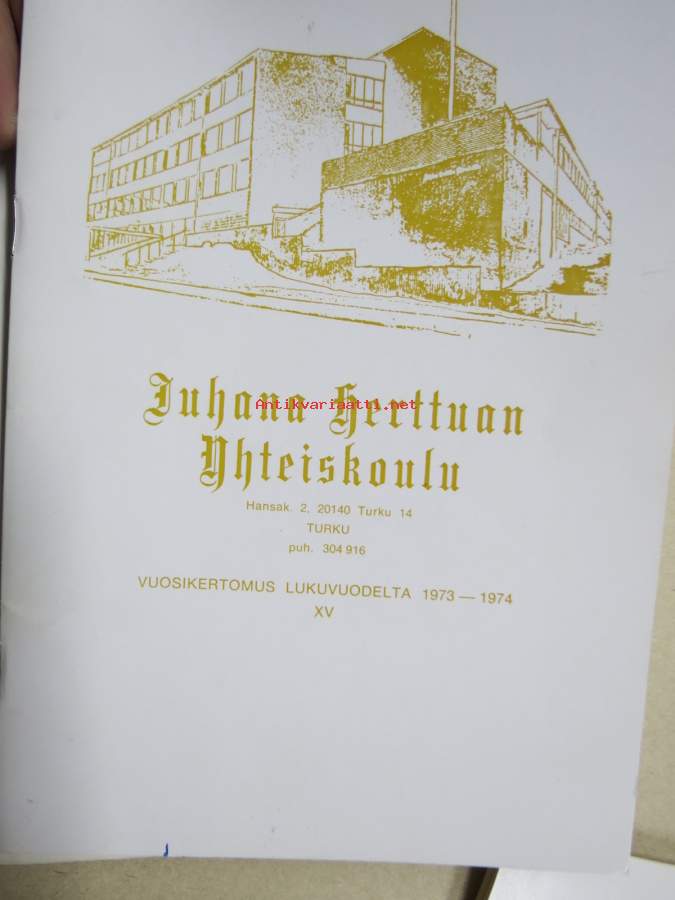 Juhana Herttuan
Antikvariaatti.net
Yhteiskoulu
Hansak. 2, 20140 Turku 14
TURKU
puh. 304 916
VUOSIKERTOMUS LUKUVUODELTA 1973 — 1974
XV